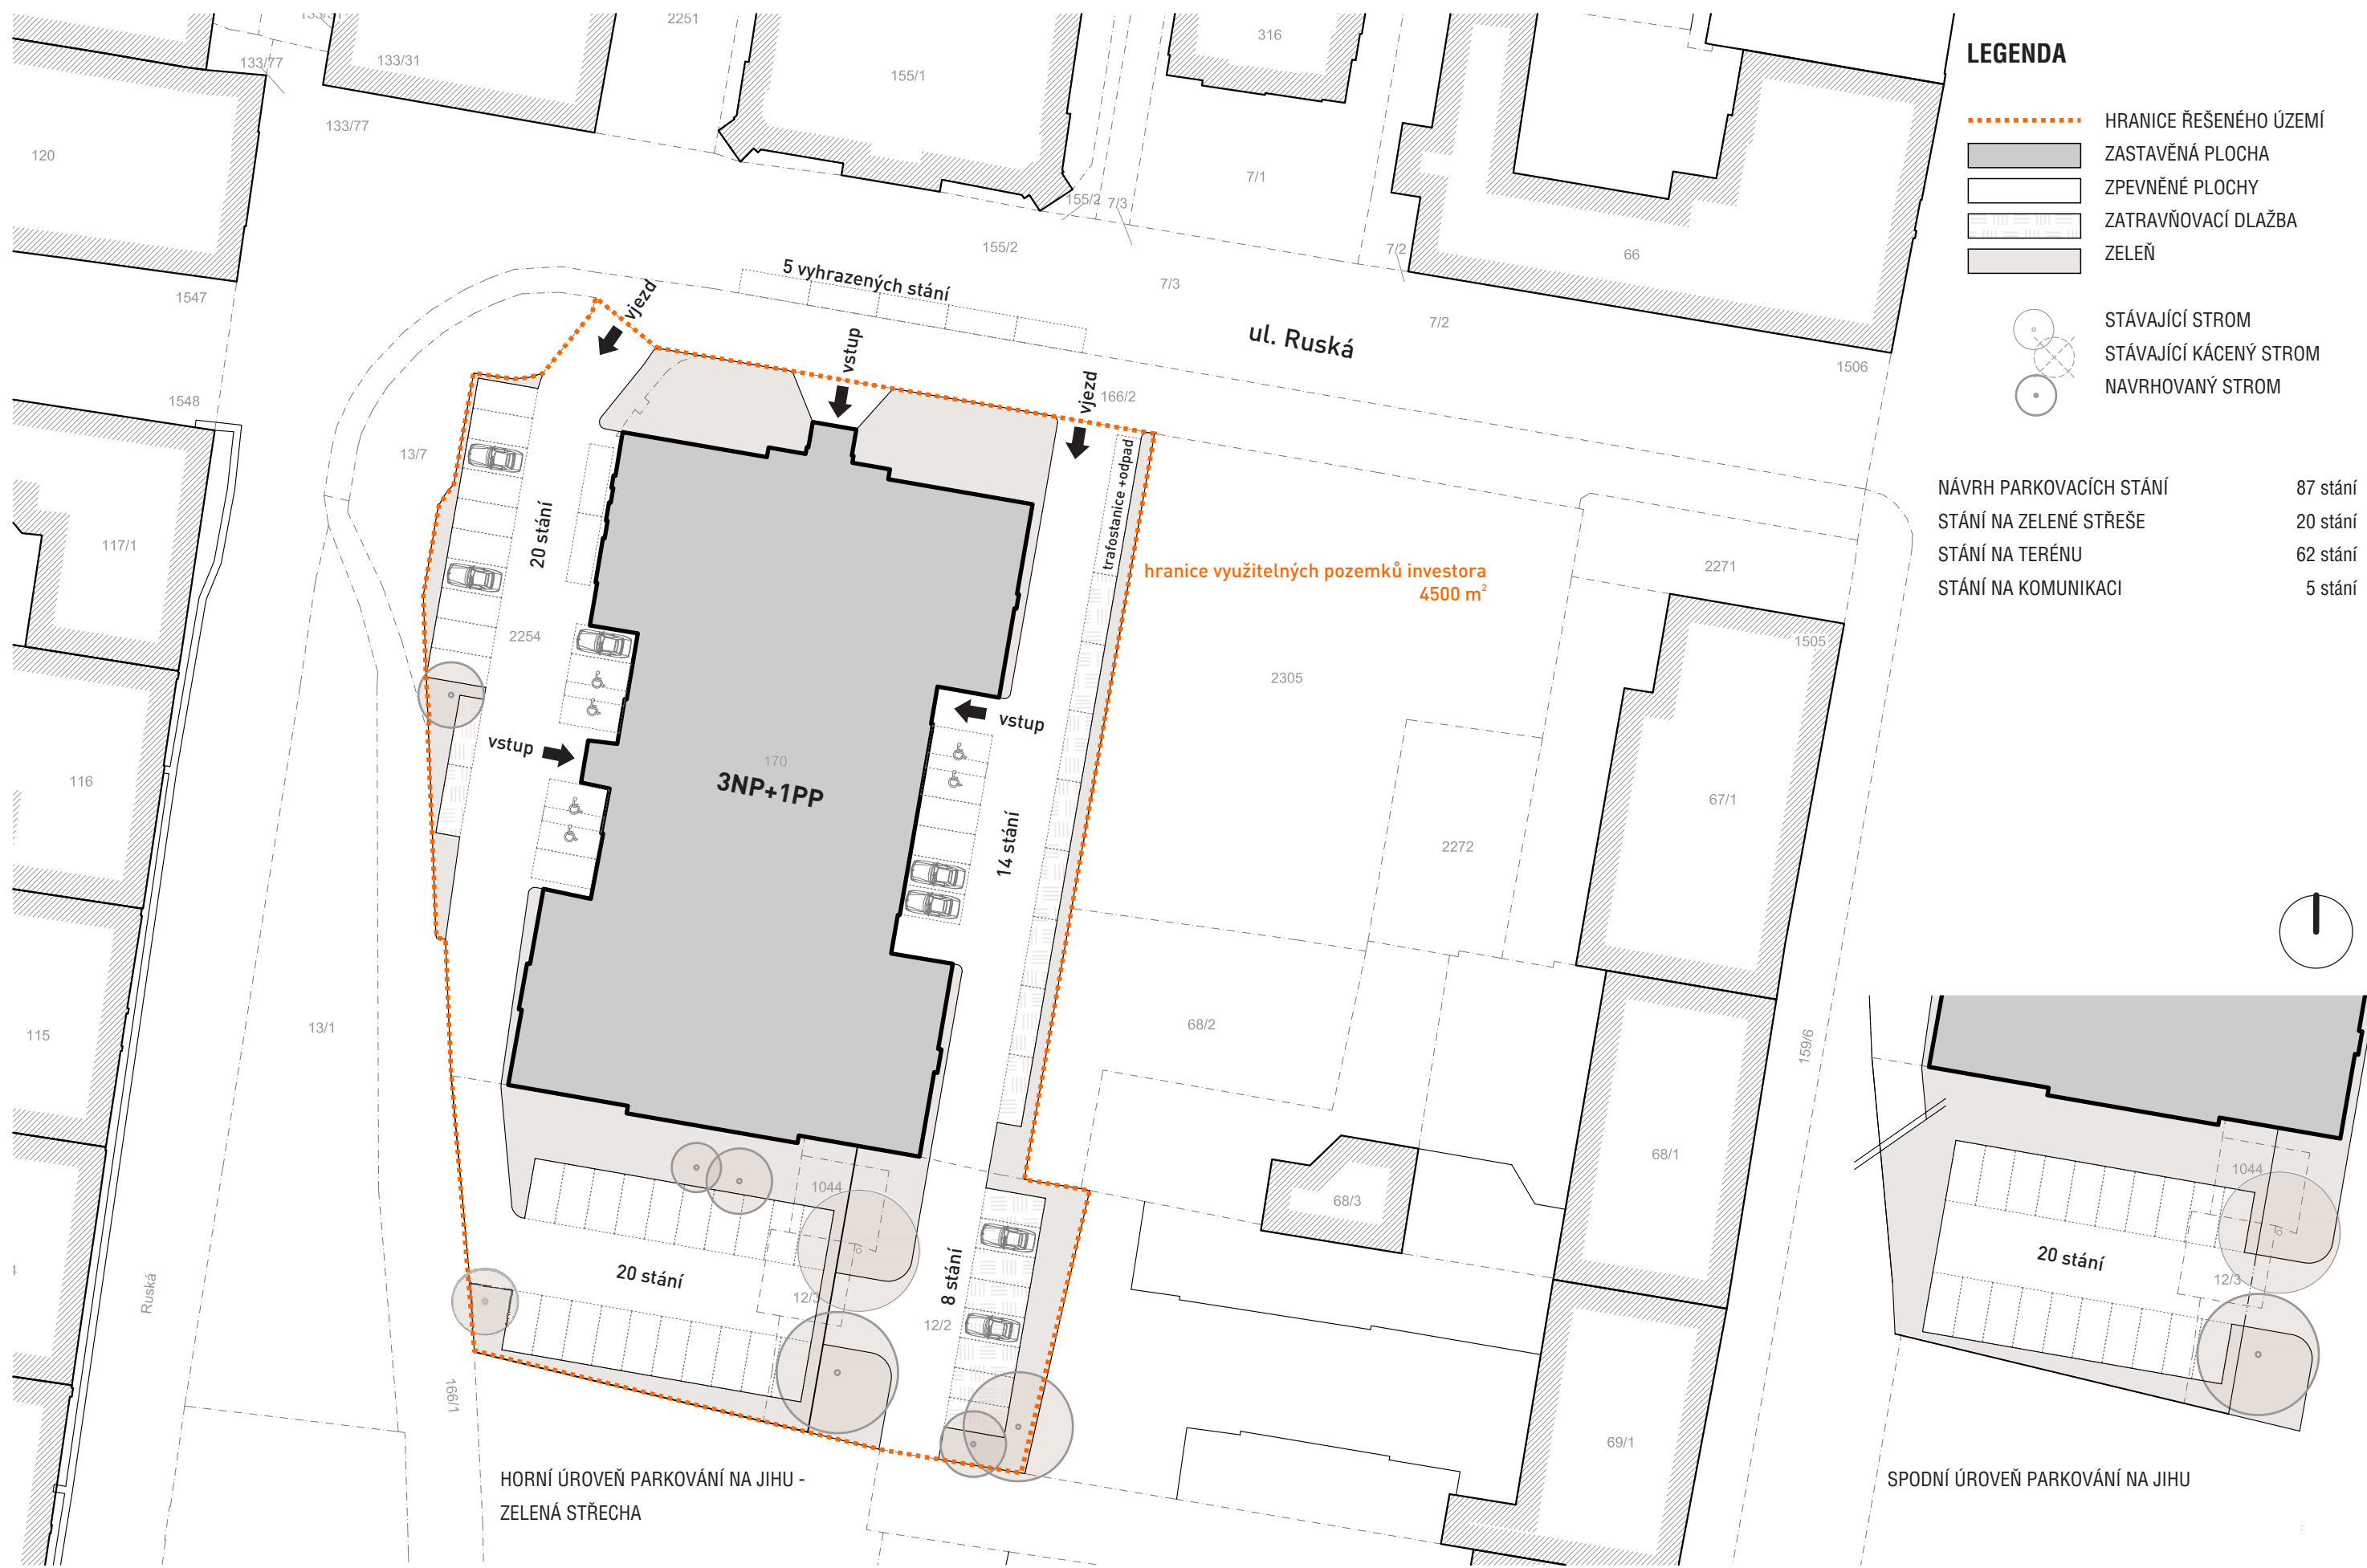 LEGENDA
HRANICE ŘEŠENÉHO ÚZEMÍ
ZASTAVĚNÁ PLOCHA
ZPEVNĚNÉ PLOCHY
ZATRAVŇOVACÍ DLAŽBA
ZELEŇ
STÁVAJÍCÍ STROM
STÁVAJÍCÍ KÁCENÝ STROM
NAVRHOVANÝ STROM
NÁVRH PARKOVACÍCH STÁNÍ 87 stání
STÁNÍ NA ZELENÉ STŘEŠE 20 stání
STÁNÍ NA TERÉNU 62 stání
STÁNÍ NA KOMUNIKACI 5 stání
133/31
2251
316
133/77
133/31
155/1
133/77
120
7/1
155/2
7/3
155/2
7/2
66
1547
7/3
7/2
5 vyhrazených stání
vjezd
vstup
ul. Ruská
vjezd
166/2
1506
1548
13/7
20 stání
trafostanice +odpad
117/1
hranice využitelných pozemků investora
4500 m²
2271
2254
1505
2305
vstup
vstup
170
3NP+1PP
116
67/1
14 stání
2272
13/1
68/2
115
159/6
68/1
1044
68/3
1044
20 stání
20 stání
8 stání
12/3
12/3
12/2
Ruská
166/1
69/1
HORNÍ ÚROVEŇ PARKOVÁNÍ NA JIHU -
ZELENÁ STŘECHA
SPODNÍ ÚROVEŇ PARKOVÁNÍ NA JIHU